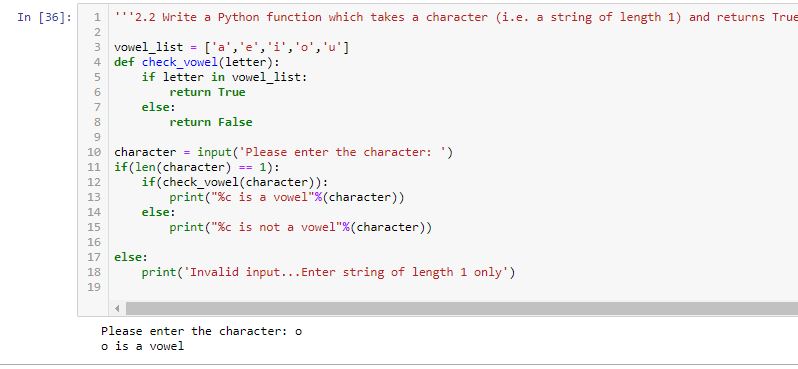 In [36]:
1 '''2.2 Write a Python function which takes a character (i.e. a string of length 1) and returns True
2
3 vowel_list = ['a','e','i','o','u']
4 def check_vowel(letter):
5     if letter in vowel_list:
6         return True
7     else:
8         return False
9
10 character = input('Please enter the character: ')
11 if(len(character) == 1):
12     if(check_vowel(character)):
13         print("%c is a vowel"%(character))
14     else:
15         print("%c is not a vowel"%(character))
16
17 else:
18     print('Invalid input...Enter string of length 1 only')
19
Please enter the character: o
o is a vowel